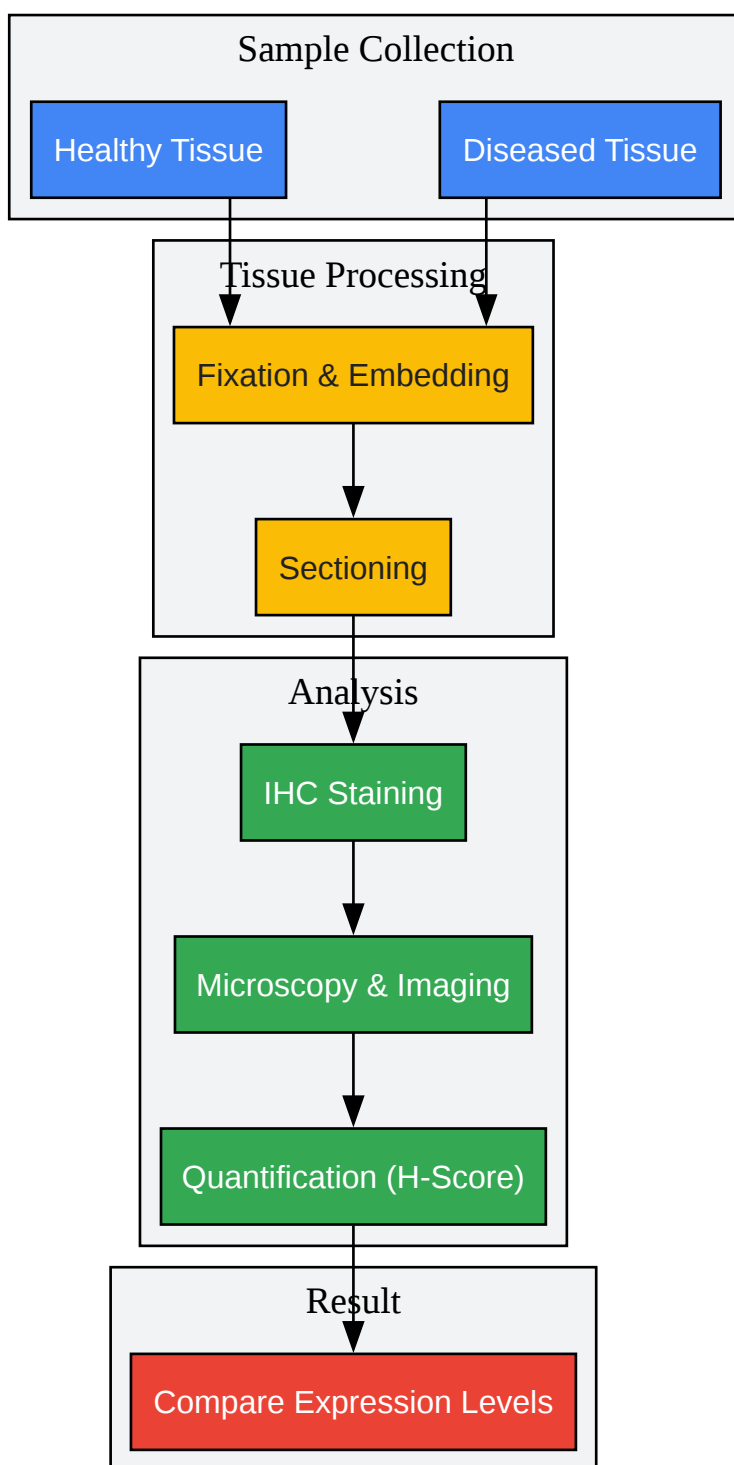 Sample Collection
Healthy Tissue
Diseased Tissue
Tissue Processing
Fixation & Embedding
Sectioning
Analysis
IHC Staining
Microscopy & Imaging
Quantification (H-Score)
Result
Compare Expression Levels